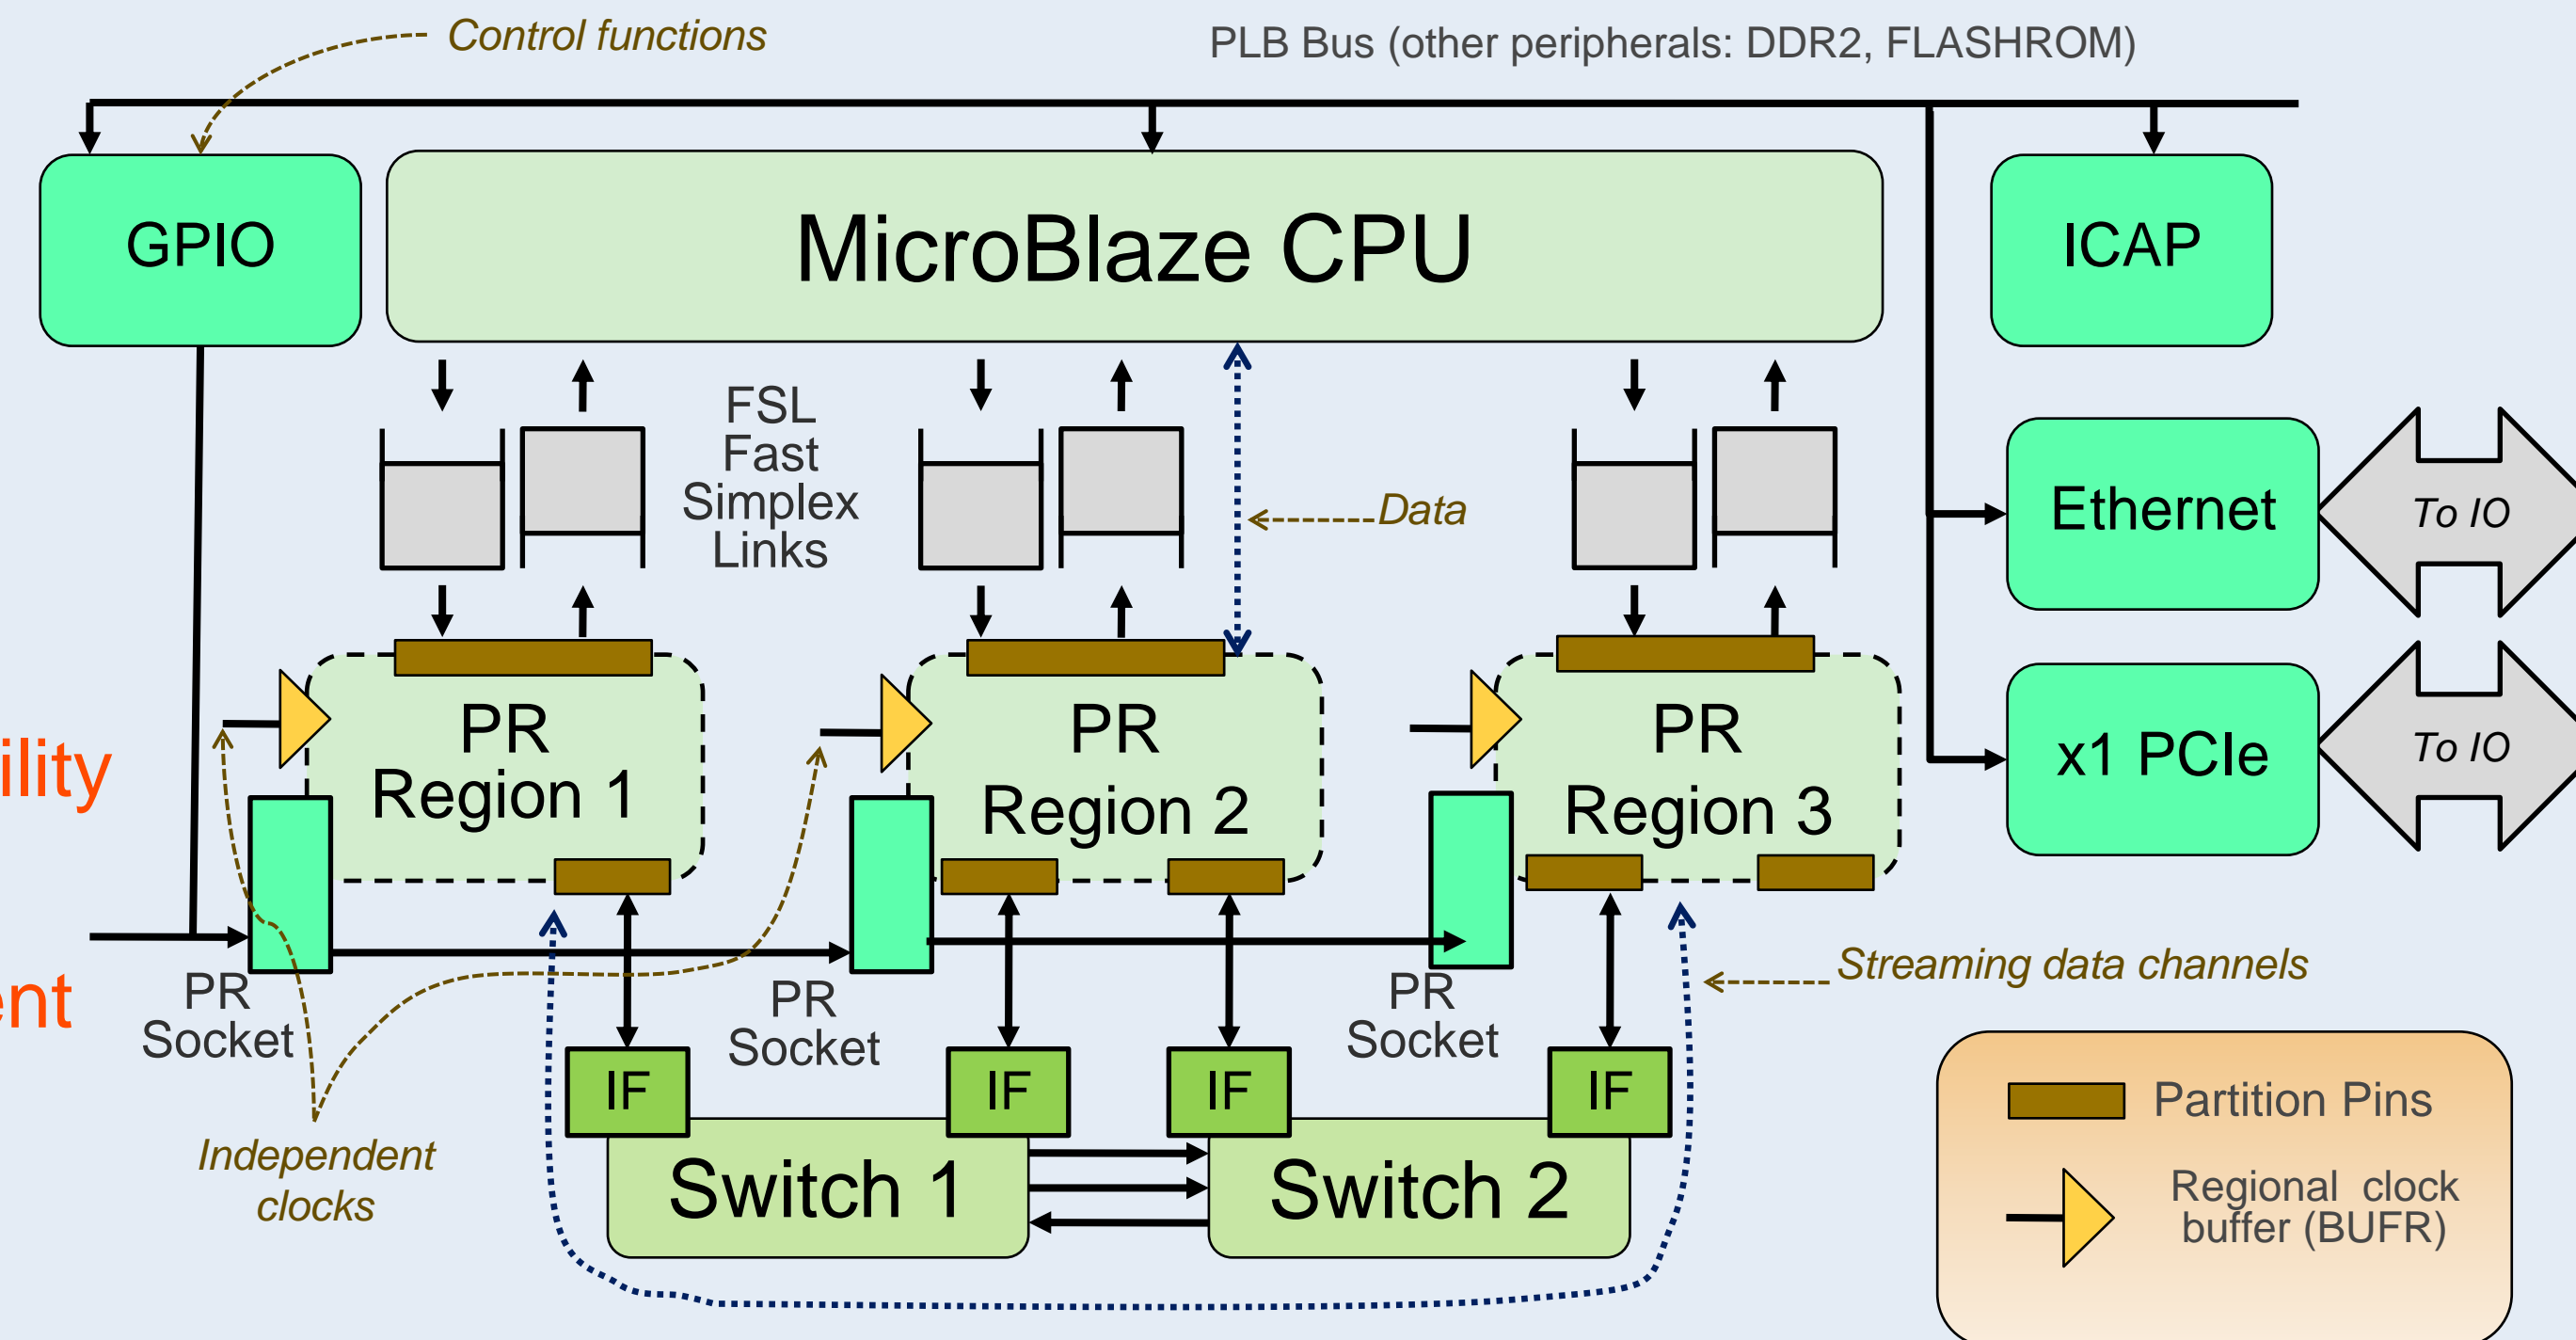 Control functions
PLB Bus (other peripherals: DDR2, FLASHROM)
GPIO
MicroBlaze CPU
ICAP
FSL
Fast
Simplex
Links
Data
Ethernet
To IO
x1 PCIe
To IO
PR
Region 1
PR
Region 2
PR
Region 3
ility
ent
PR
Socket
PR
Socket
PR
Socket
Streaming data channels
IF
IF
IF
IF
Independent
clocks
Switch 1
Switch 2
Partition Pins
Regional clock
buffer (BUFR)